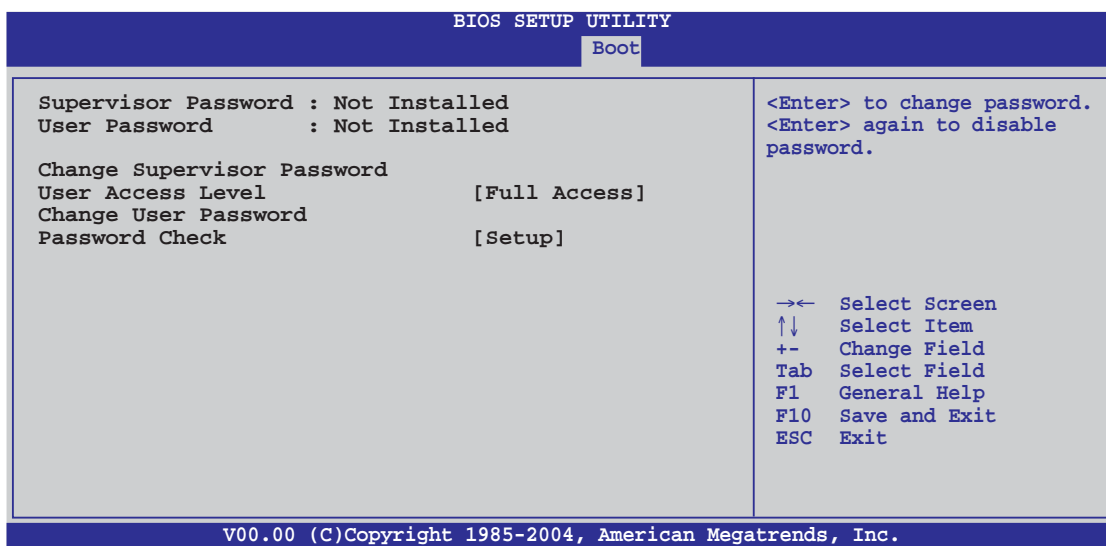 BIOS SETUP UTILITY
Boot
Supervisor Password : Not Installed
User Password : Not Installed
Change Supervisor Password
User Access Level [Full Access]
Change User Password
Password Check [Setup]
<Enter> to change password.
<Enter> again to disable
password.
→← Select Screen
↑↓ Select Item
+- Change Field
Tab Select Field
F1 General Help
F10 Save and Exit
ESC Exit
V00.00 (C)Copyright 1985-2004, American Megatrends, Inc.